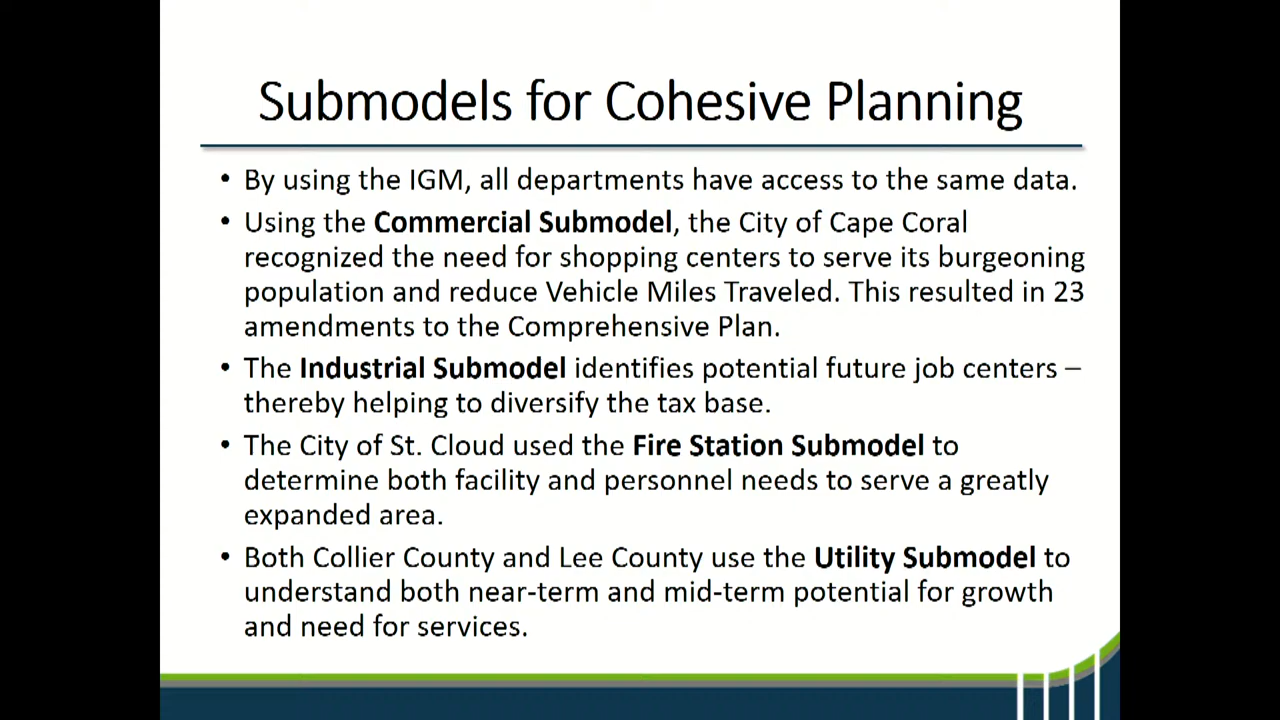 Submodels for Cohesive Planning
• By using the IGM, all departments have access to the same data.
• Using the Commercial Submodel, the City of Cape Coral
recognized the need for shopping centers to serve its burgeoning
population and reduce Vehicle Miles Traveled. This resulted in 23
amendments to the Comprehensive Plan.
• The Industrial Submodel identifies potential future job centers –
thereby helping to diversify the tax base.
• The City of St. Cloud used the Fire Station Submodel to
determine both facility and personnel needs to serve a greatly
expanded area.
• Both Collier County and Lee County use the Utility Submodel to
understand both near-term and mid-term potential for growth
and need for services.